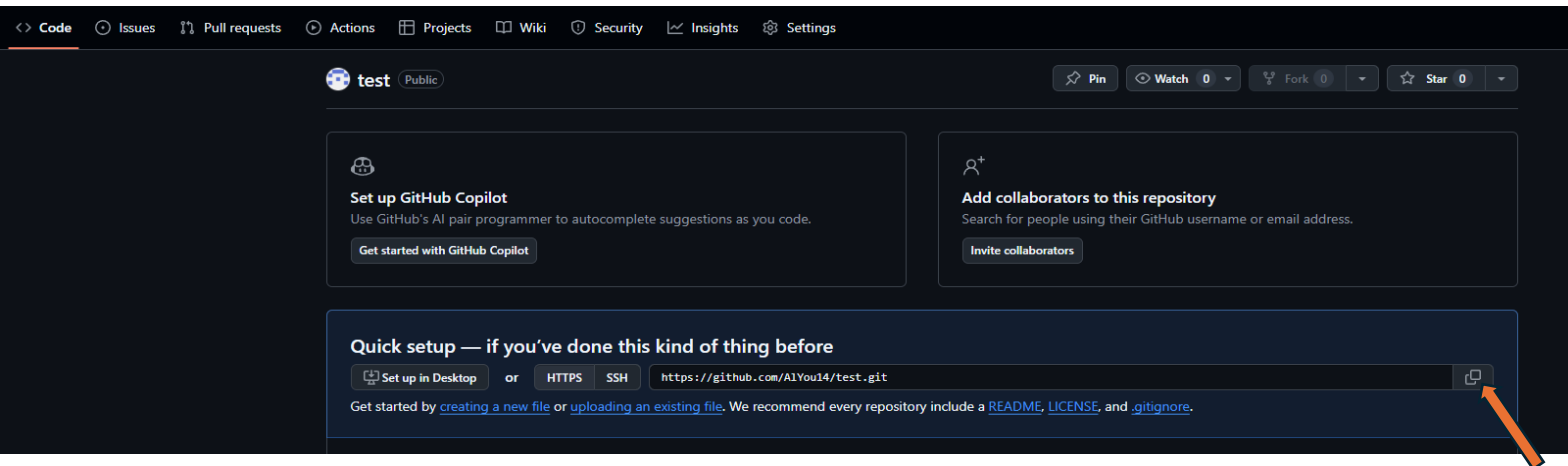 Code Issues Pull requests Actions Projects Wiki Security Insights Settings
test Public Pin Watch 0 Fork 0 Star 0
Set up GitHub Copilot
Use GitHub's AI pair programmer to autocomplete suggestions as you code.
Get started with GitHub Copilot
Add collaborators to this repository
Search for people using their GitHub username or email address.
Invite collaborators
Quick setup — if you’ve done this kind of thing before
Set up in Desktop or HTTPS SSH https://github.com/AlYou14/test.git
Get started by creating a new file or uploading an existing file. We recommend every repository include a README, LICENSE, and .gitignore.